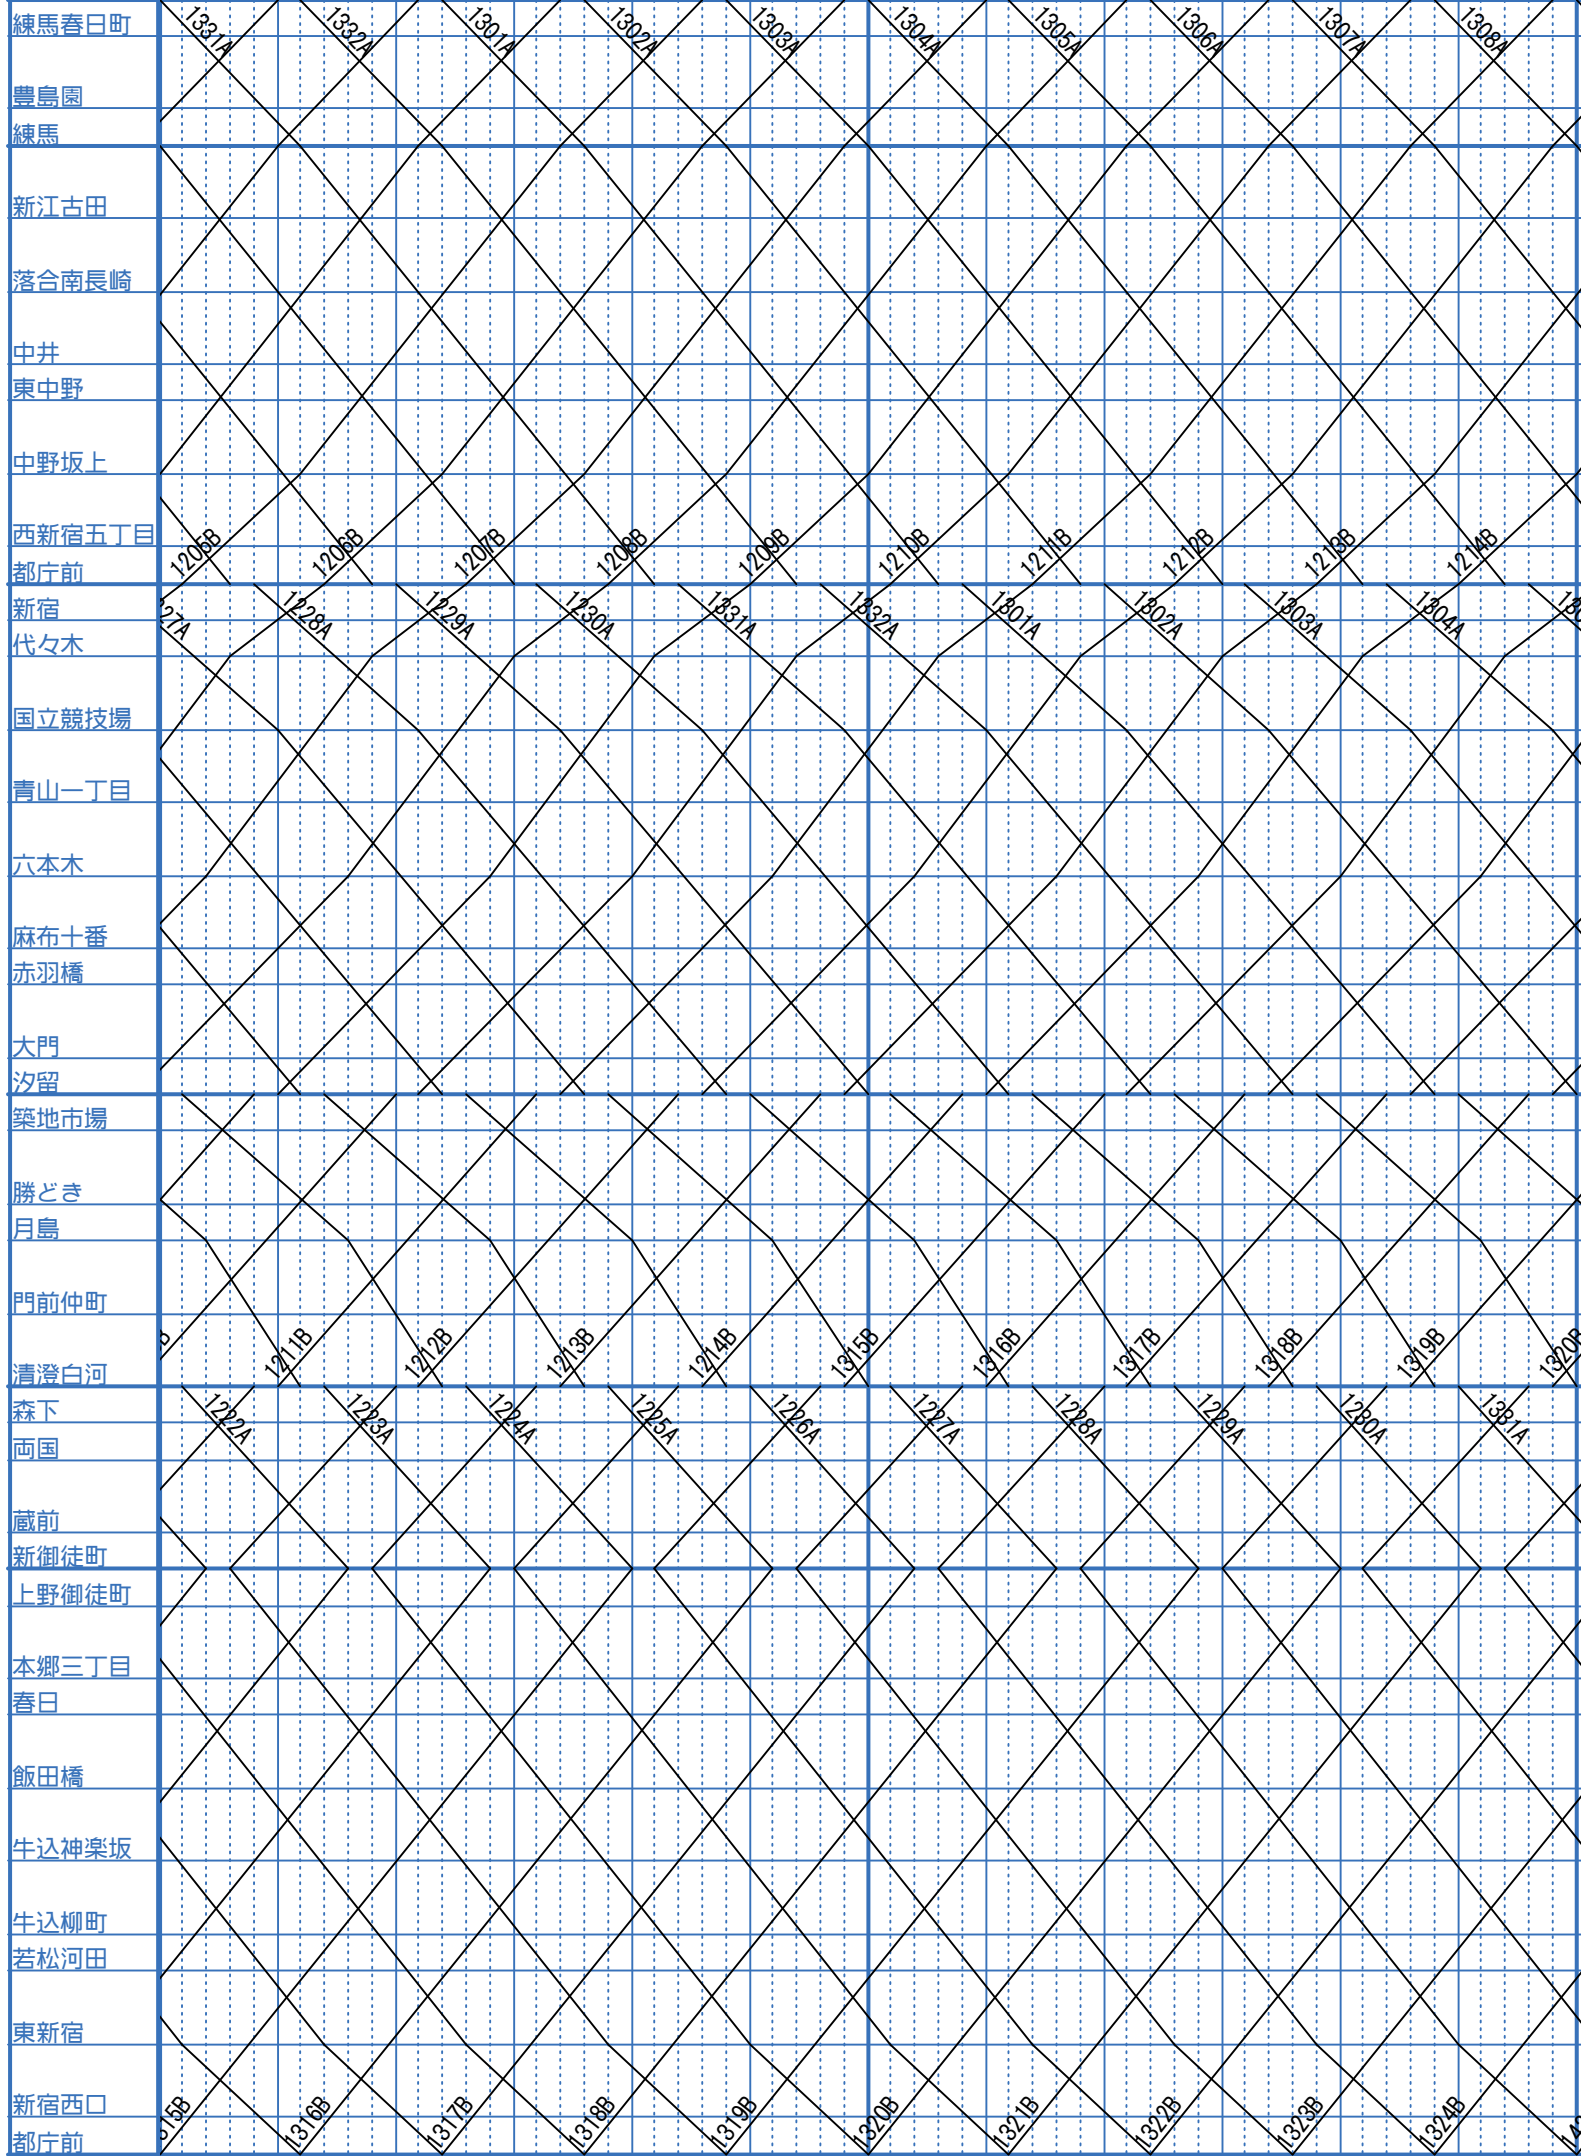 練馬春日町
1331A 1332A 1301A 1302A 1303A 1304A 1305A 1306A 1307A 1308A
豊島園
練馬
新江古田
落合南長崎
中井
東中野
中野坂上
西新宿五丁目
1205B 1206B 1207B 1208B 1209B 1210B 1211B 1212B 1213B 1214B
都庁前
新宿
27A 1228A 1229A 1230A 1331A 1332A 1301A 1302A 1303A 1304A
代々木
国立競技場
青山一丁目
六本木
麻布十番
赤羽橋
大門
汐留
築地市場
勝どき
月島
門前仲町
B 1211B 1212B 1213B 1214B 1315B 1316B 1317B 1318B 1319B 1320B
清澄白河
森下
1222A 1223A 1224A 1225A 1226A 1227A 1228A 1229A 1230A 1331A
両国
蔵前
新御徒町
上野御徒町
本郷三丁目
春日
飯田橋
牛込神楽坂
牛込柳町
若松河田
東新宿
新宿西口
315B 1316B 1317B 1318B 1319B 1320B 1321B 1322B 1323B 1324B
都庁前